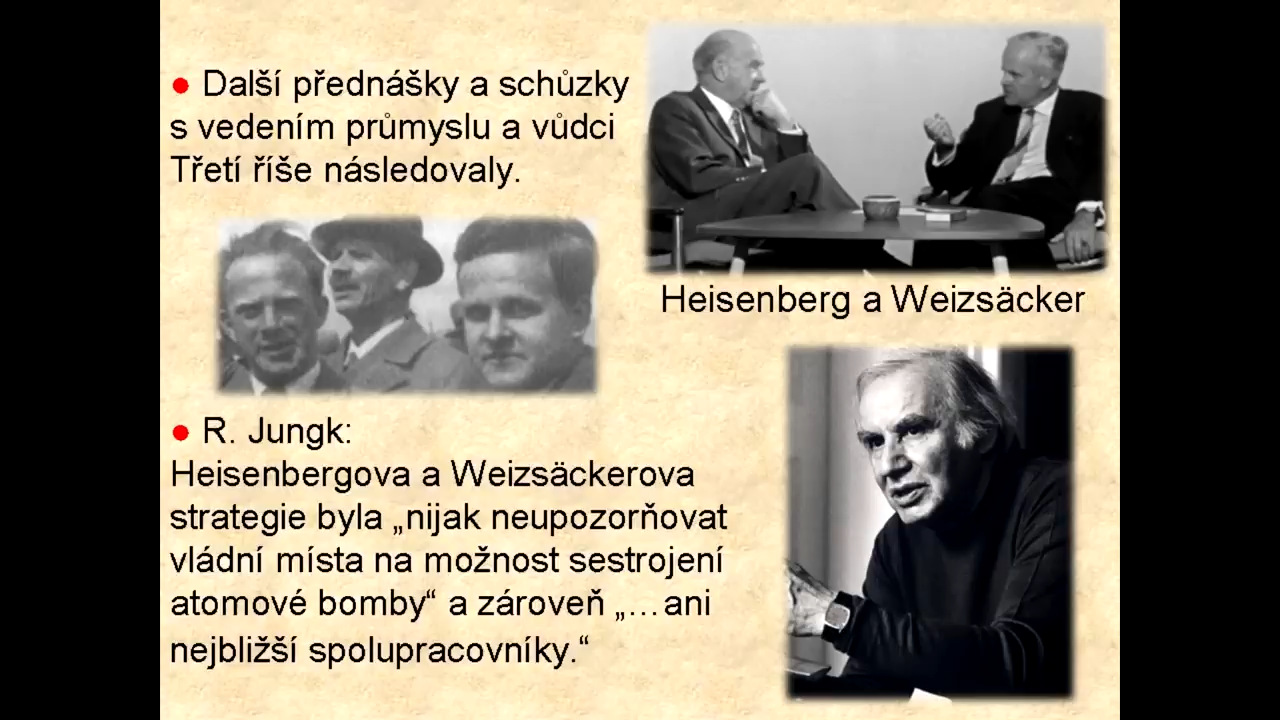 ● Další přednášky a schůzky
s vedením průmyslu a vůdci
Třetí říše následovaly.
Heisenberg a Weizsäcker
● R. Jungk:
Heisenbergova a Weizsäckerova
strategie byla „nijak neupozorňovat
vládní místa na možnost sestrojení
atomové bomby“ a zároveň „…ani
nejbližší spolupracovníky.“